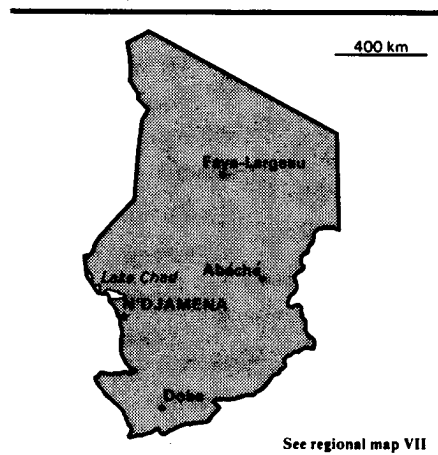 400 km
Faya-Largeau
Abéché
Lake Chad
N'DJAMENA
Doba
See regional map VII